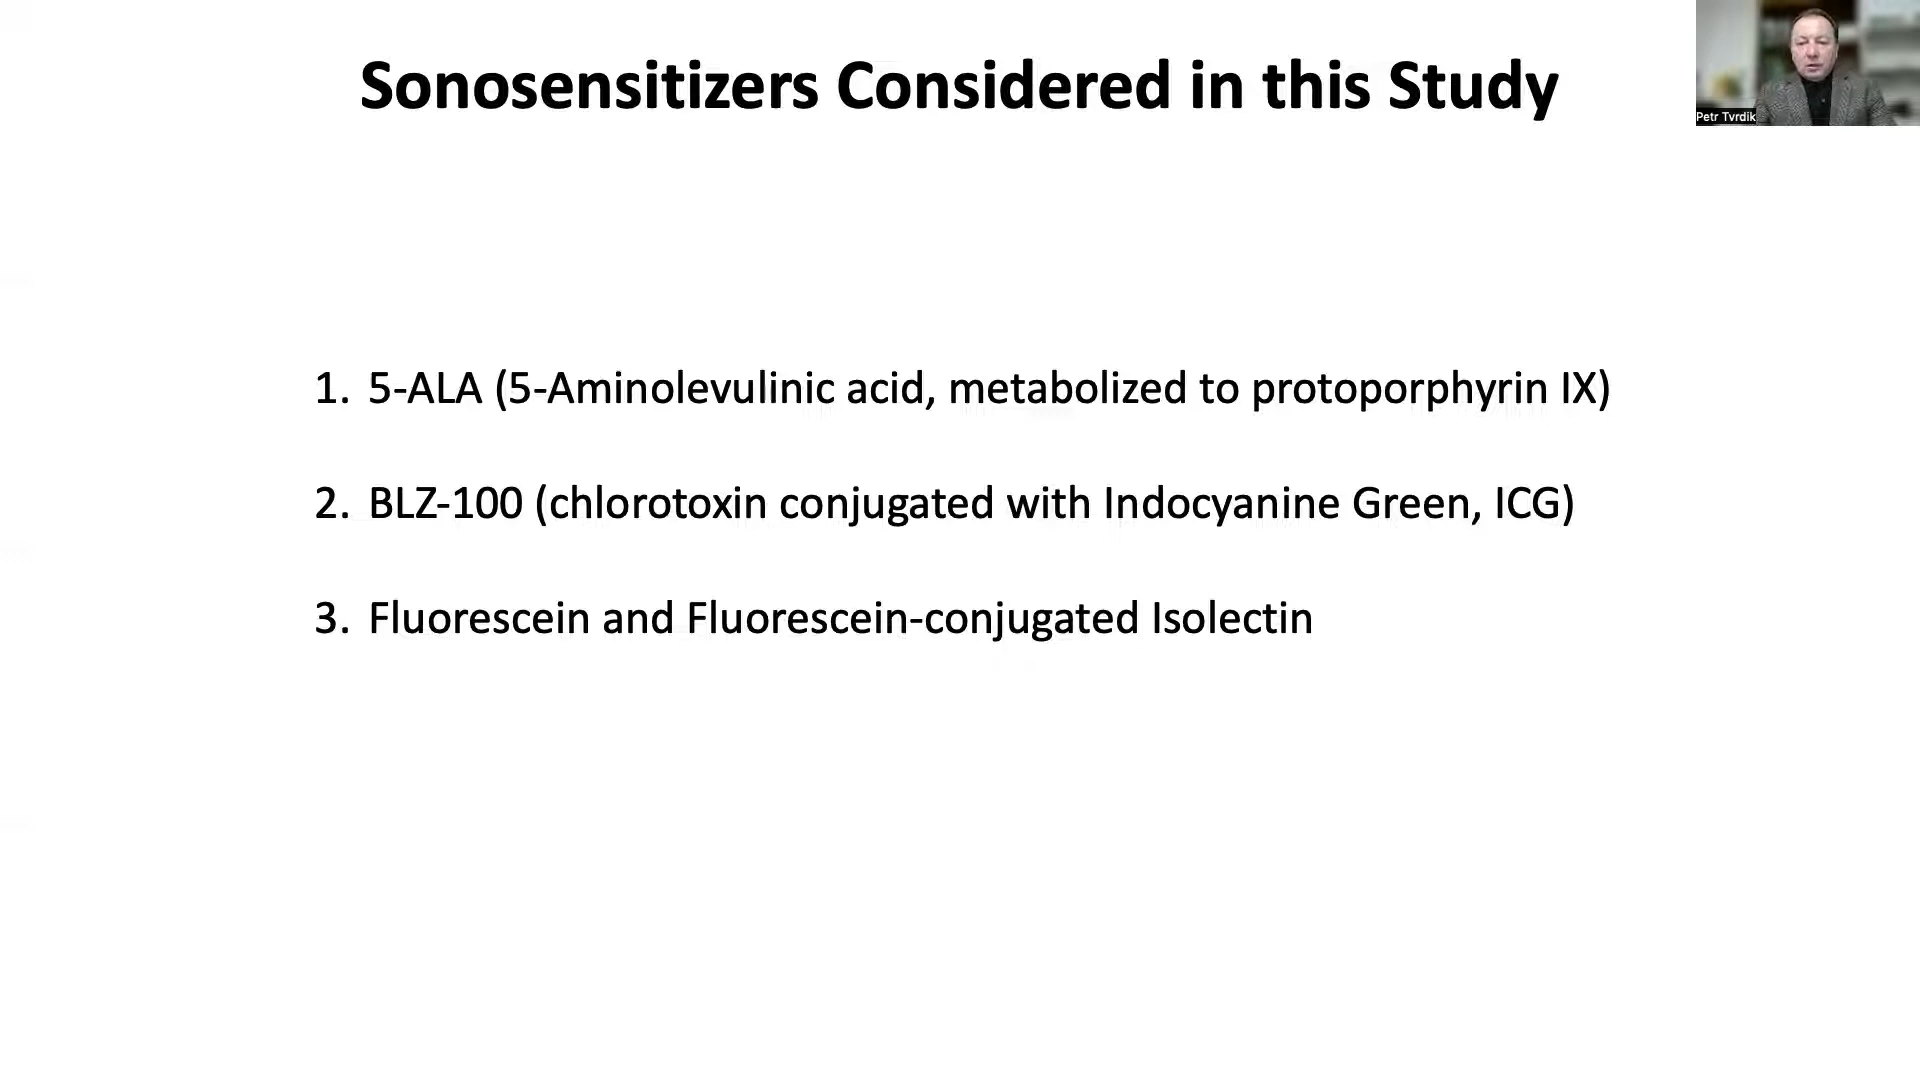 Sonosensitizers Considered in this Study
Petr Tvrdik
1. 5-ALA (5-Aminolevulinic acid, metabolized to protoporphyrin IX)
2. BLZ-100 (chlorotoxin conjugated with Indocyanine Green, ICG)
3. Fluorescein and Fluorescein-conjugated Isolectin